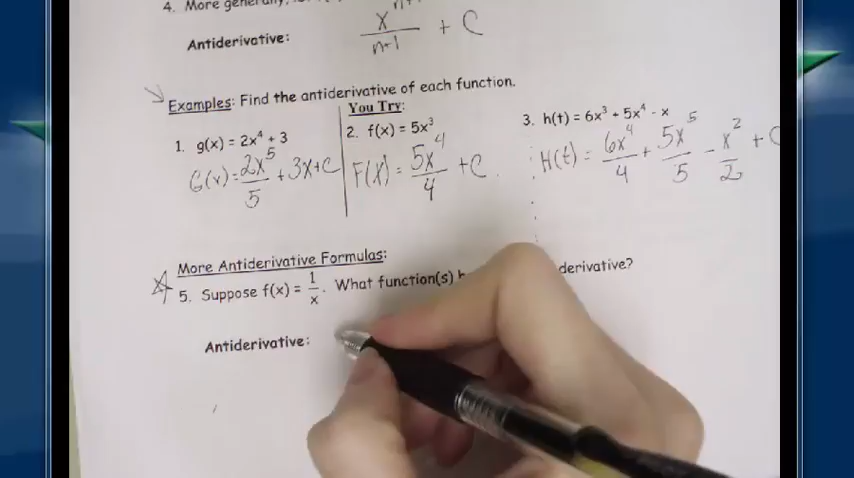 4. More generally,
Antiderivative: x^(n+1)/(n+1) + C
Examples: Find the antiderivative of each function.
You Try:
1. g(x) = 2x⁴ + 3
G(x) = 2x⁵/5 + 3x + C
2. f(x) = 5x³
F(x) = 5x⁴/4 + C
3. h(t) = 6x³ + 5x⁴ - x
H(t) = 6x⁴/4 + 5x⁵/5 - x²/2 + C
More Antiderivative Formulas:
5. Suppose f(x) = 1/x. What function(s) derivative?
Antiderivative: